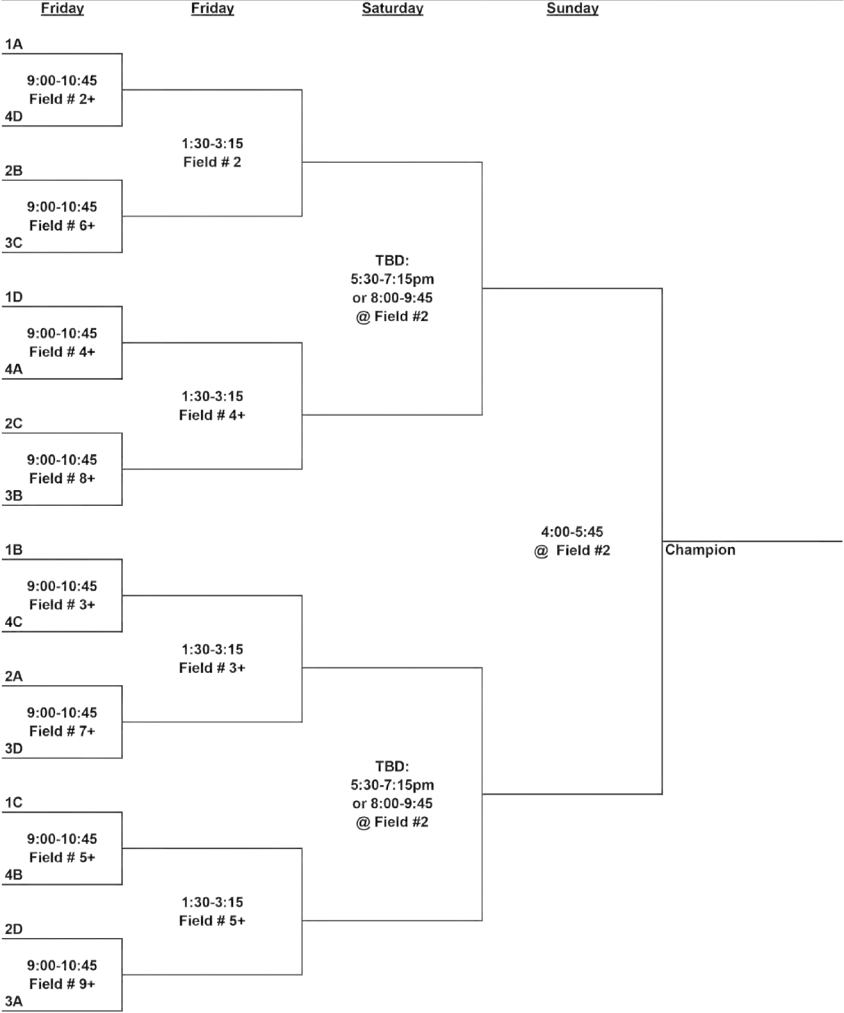 Friday Friday Saturday Sunday
1A
9:00-10:45
Field # 2+
4D
1:30-3:15
Field # 2
2B
9:00-10:45
Field # 6+
3C
TBD:
5:30-7:15pm
or 8:00-9:45
@ Field #2
1D
9:00-10:45
Field # 4+
4A
1:30-3:15
Field # 4+
2C
9:00-10:45
Field # 8+
3B
4:00-5:45
@ Field #2
Champion
1B
9:00-10:45
Field # 3+
4C
1:30-3:15
Field # 3+
2A
9:00-10:45
Field # 7+
3D
TBD:
5:30-7:15pm
or 8:00-9:45
@ Field #2
1C
9:00-10:45
Field # 5+
4B
1:30-3:15
Field # 5+
2D
9:00-10:45
Field # 9+
3A